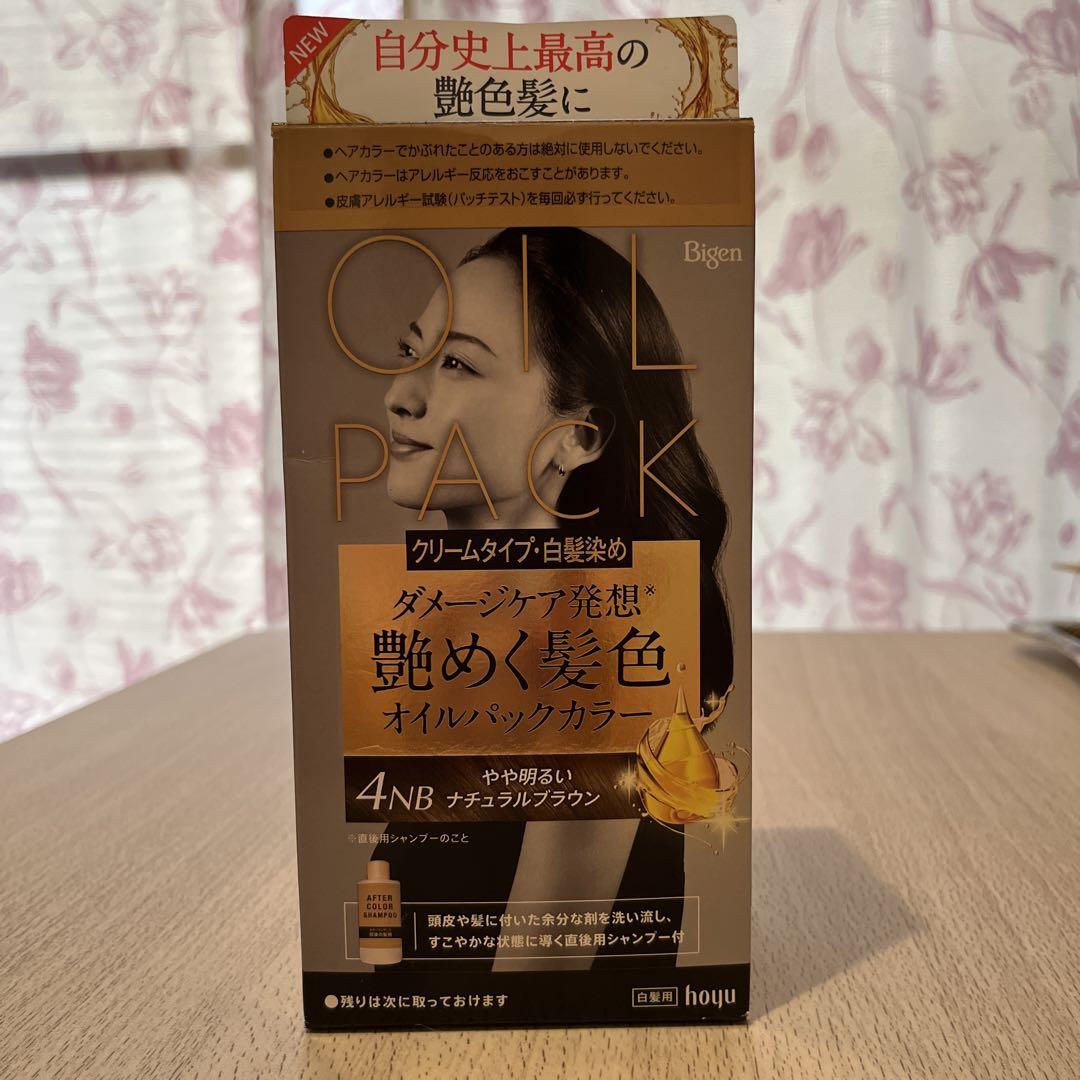 NEW
自分史上最高の
艶色髪に
●ヘアカラーでかぶれたことのある方は絶対に使用しないでください。
●ヘアカラーはアレルギー反応をおこすことがあります。
●皮膚アレルギー試験(パッチテスト)を毎回必ず行ってください。
Bigen
OIL
PACK
クリームタイプ・白髪染め
ダメージケア発想※
艶めく髪色
オイルパックカラー
4NB
やや明るい
ナチュラルブラウン
※直後用シャンプーのこと
AFTER
COLOR
SHAMPOO
頭皮や髪に付いた余分な剤を洗い流し、
すこやかな状態に導く直後用シャンプー付
●残りは次に取っておけます
白髪用
hoyu